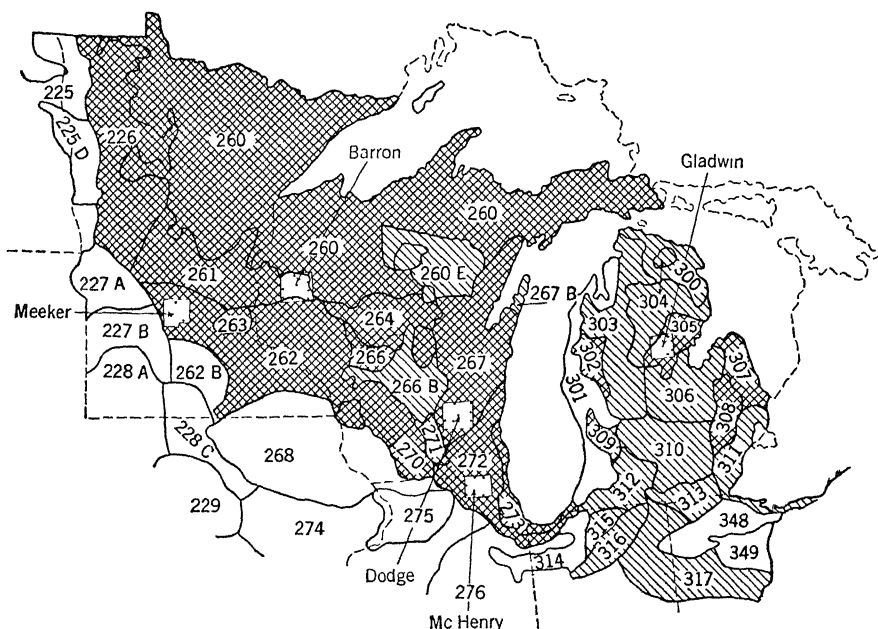 225
225 D
226
260
Barron
Gladwin
260
260
227 A
261
260 E
267 B
300
304
303
305
Meeker
263
264
227 B
262
266
267
302
307
228 A
262 B
266 B
301
306
308
228 C
271
309
310
311
268
270
272
312
313
229
274
275
273
315
316
348
314
349
Dodge
276
317
Mc Henry